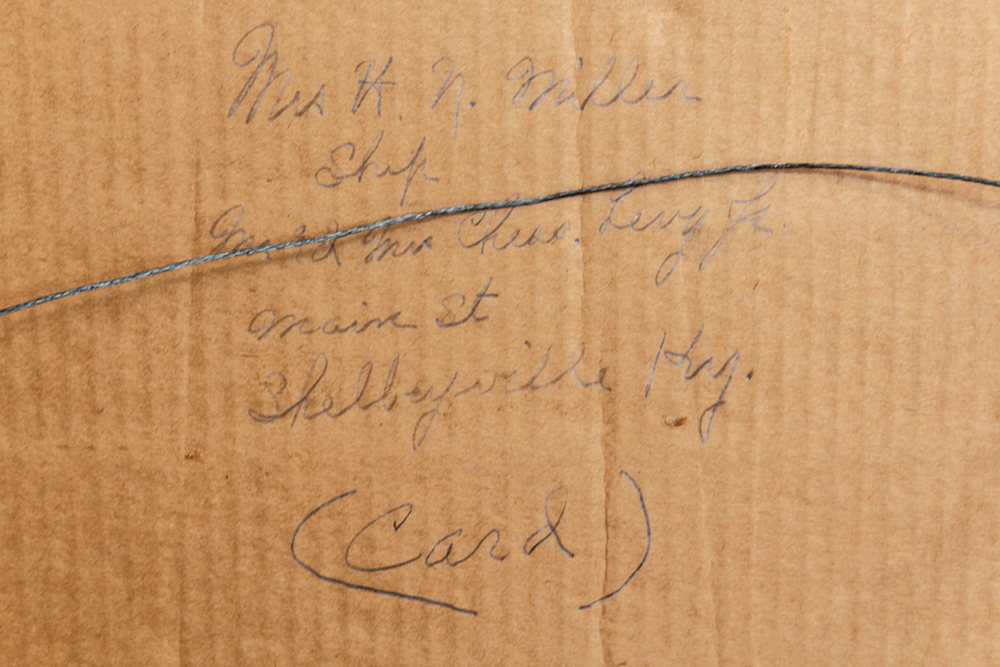 Mrs H. N. Miller
Ship
Mr & Mrs Chas. Levy Jr.
Main St
Shelbyville Ky.
(Card)